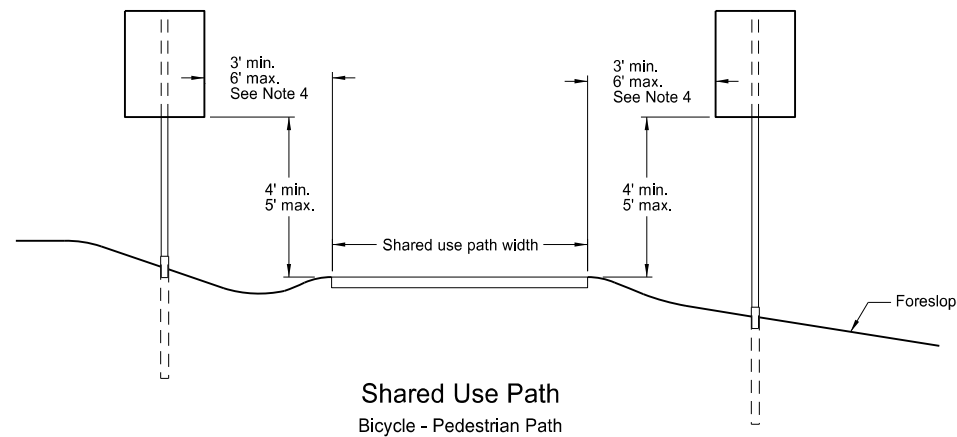 3' min.
6' max.
See Note 4
3' min.
6' max.
See Note 4
4' min.
5' max.
4' min.
5' max.
Shared use path width
Foreslop
Shared Use Path
Bicycle - Pedestrian Path